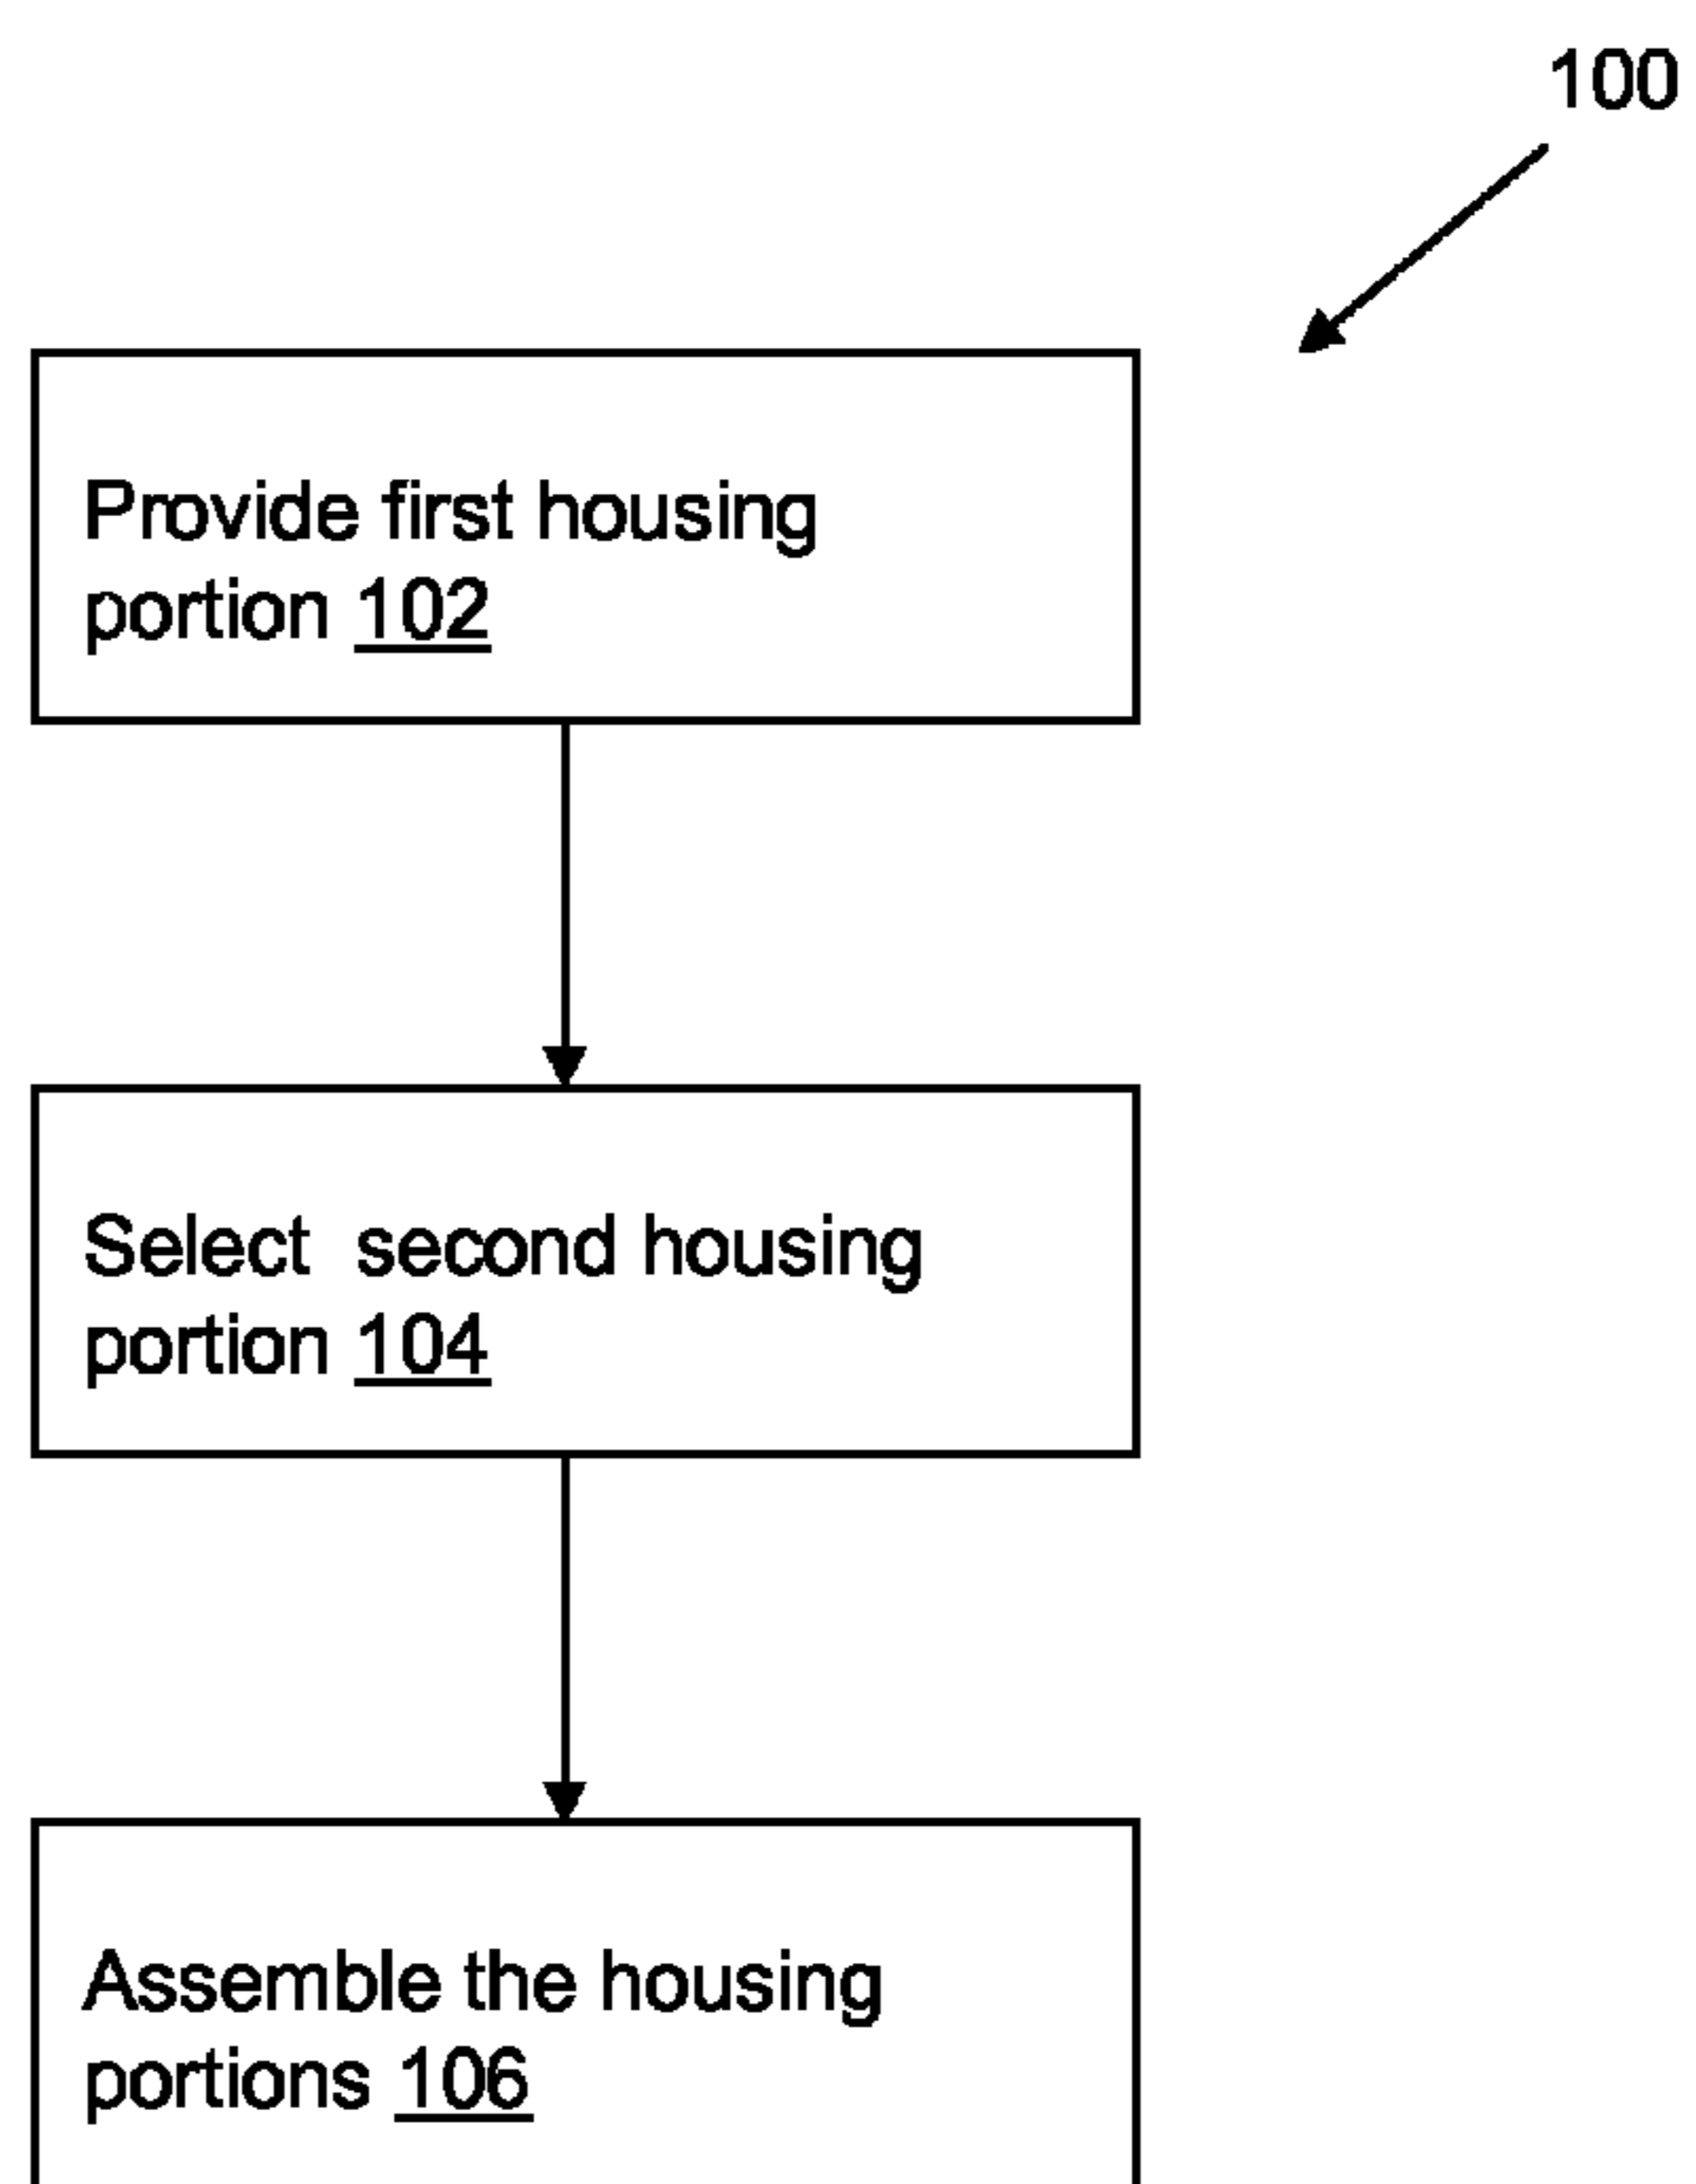 100
Provide first housing
portion 102
Select  second housing
portion 104
Assemble the housing
portions 106